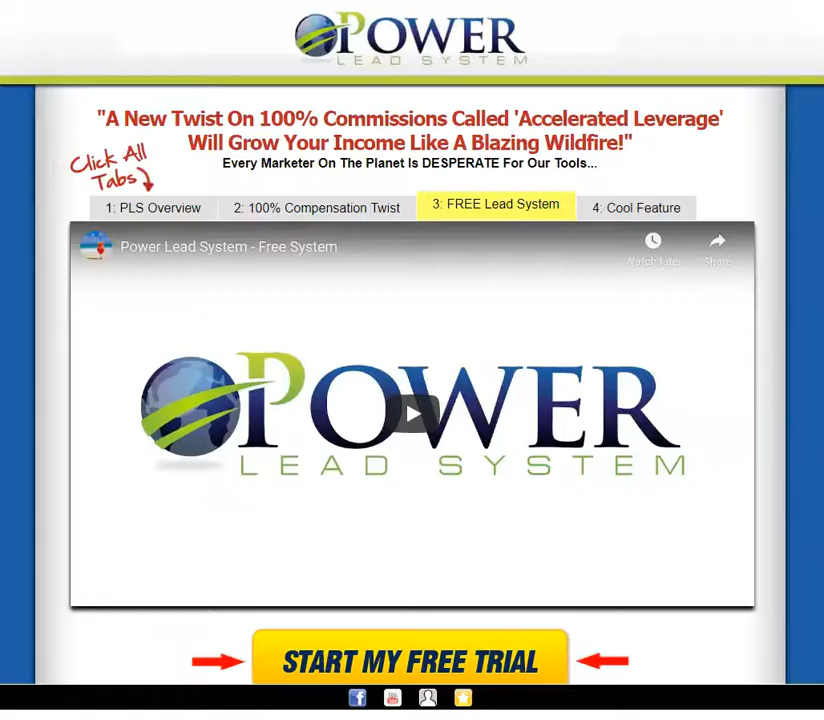 POWER
LEAD SYSTEM
"A New Twist On 100% Commissions Called 'Accelerated Leverage'
Will Grow Your Income Like A Blazing Wildfire!"
Every Marketer On The Planet Is DESPERATE For Our Tools...
Click All
Tabs
1: PLS Overview
2: 100% Compensation Twist
3: FREE Lead System
4: Cool Feature
Power Lead System - Free System
Watch later
Share
POWER
LEAD SYSTEM
START MY FREE TRIAL